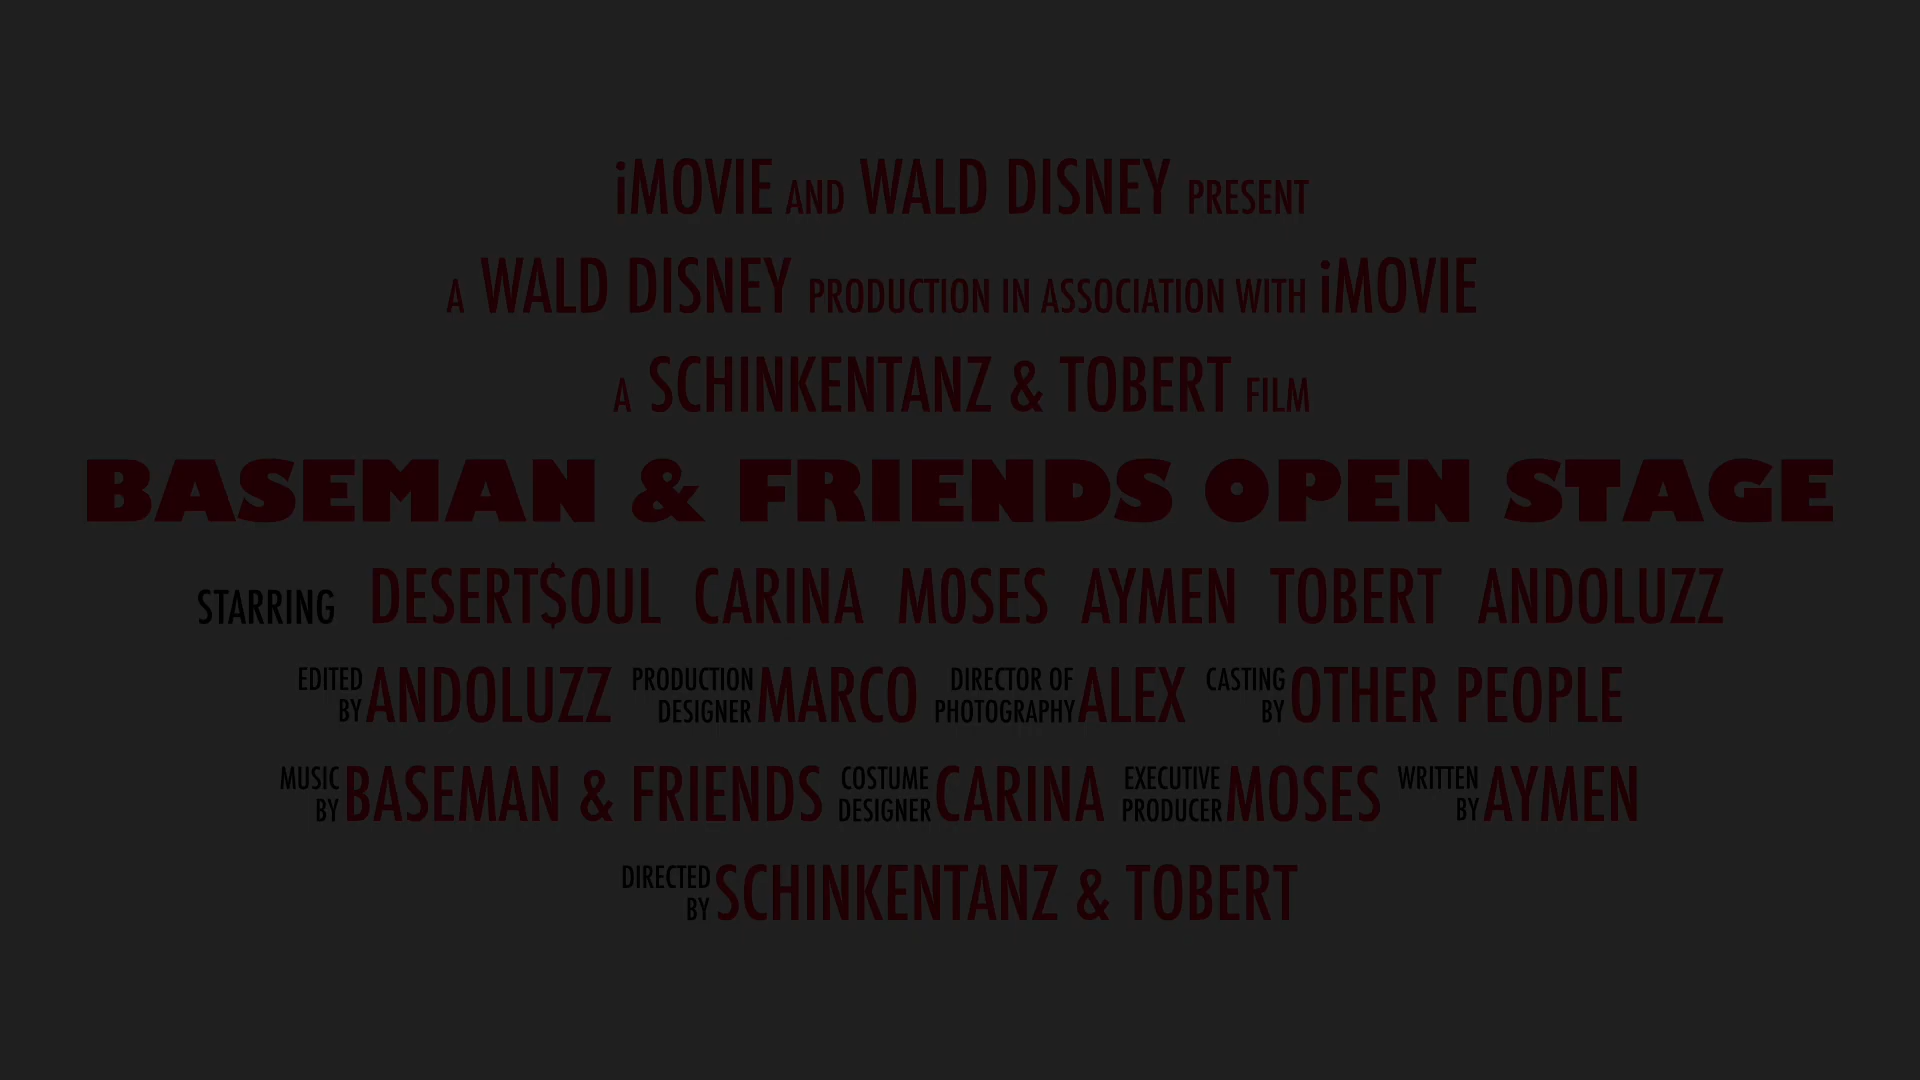 iMOVIE AND WALD DISNEY PRESENT
A WALD DISNEY PRODUCTION IN ASSOCIATION WITH iMOVIE
A SCHINKENTANZ & TOBERT FILM
BASEMAN & FRIENDS OPEN STAGE
STARRING DESERT$OUL CARINA MOSES AYMEN TOBERT ANDOLUZZ
EDITED BY ANDOLUZZ PRODUCTION DESIGNER MARCO DIRECTOR OF PHOTOGRAPHY ALEX CASTING BY OTHER PEOPLE
MUSIC BY BASEMAN & FRIENDS COSTUME DESIGNER CARINA EXECUTIVE PRODUCER MOSES WRITTEN BY AYMEN
DIRECTED BY SCHINKENTANZ & TOBERT